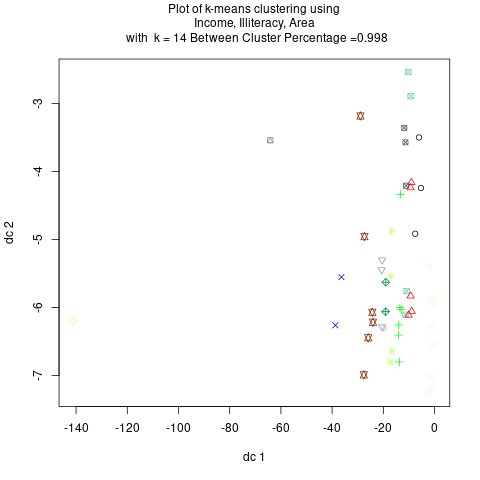 Plot of k-means clustering using
Income, Illiteracy, Area
with k = 14 Between Cluster Percentage =0.998
dc 2
-3
-4
-5
-6
-7
-140 -120 -100 -80 -60 -40 -20 0
dc 1